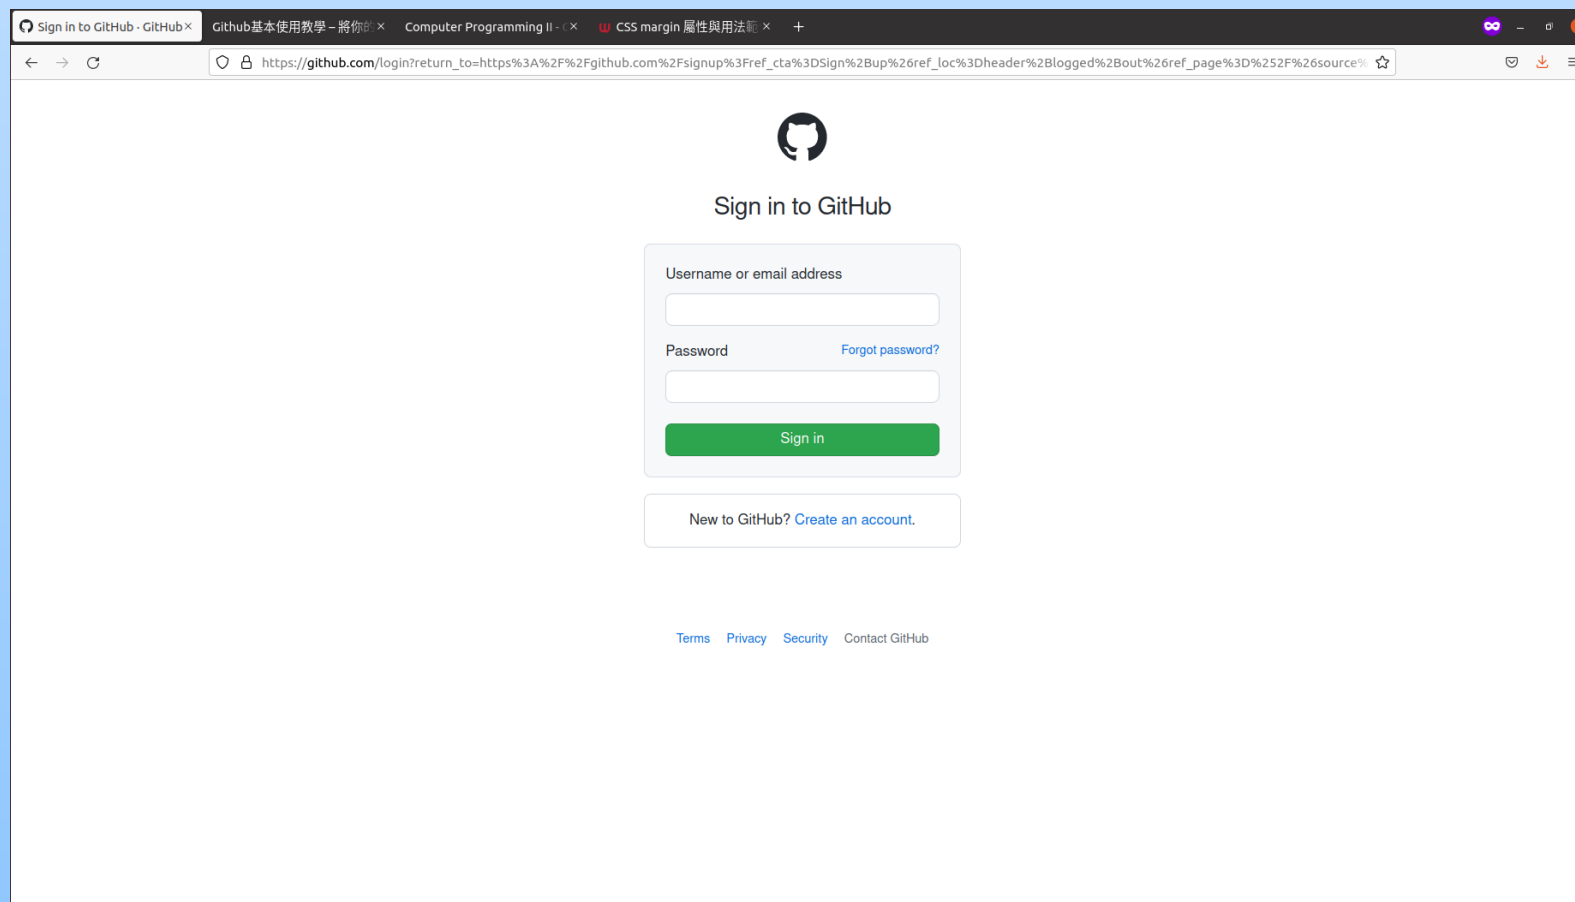 Sign in to GitHub · GitHub
Github基本使用教學 – 將你的
Computer Programming II -
CSS margin 屬性與用法範
https://github.com/login?return_to=https%3A%2F%2Fgithub.com%2Fsignup%3Fref_cta%3DSign%2Bup%26ref_loc%3Dheader%2Blogged%2Bout%26ref_page%3D%252F%26source%
Sign in to GitHub
Username or email address
Password
Forgot password?
Sign in
New to GitHub? Create an account.
Terms Privacy Security Contact GitHub